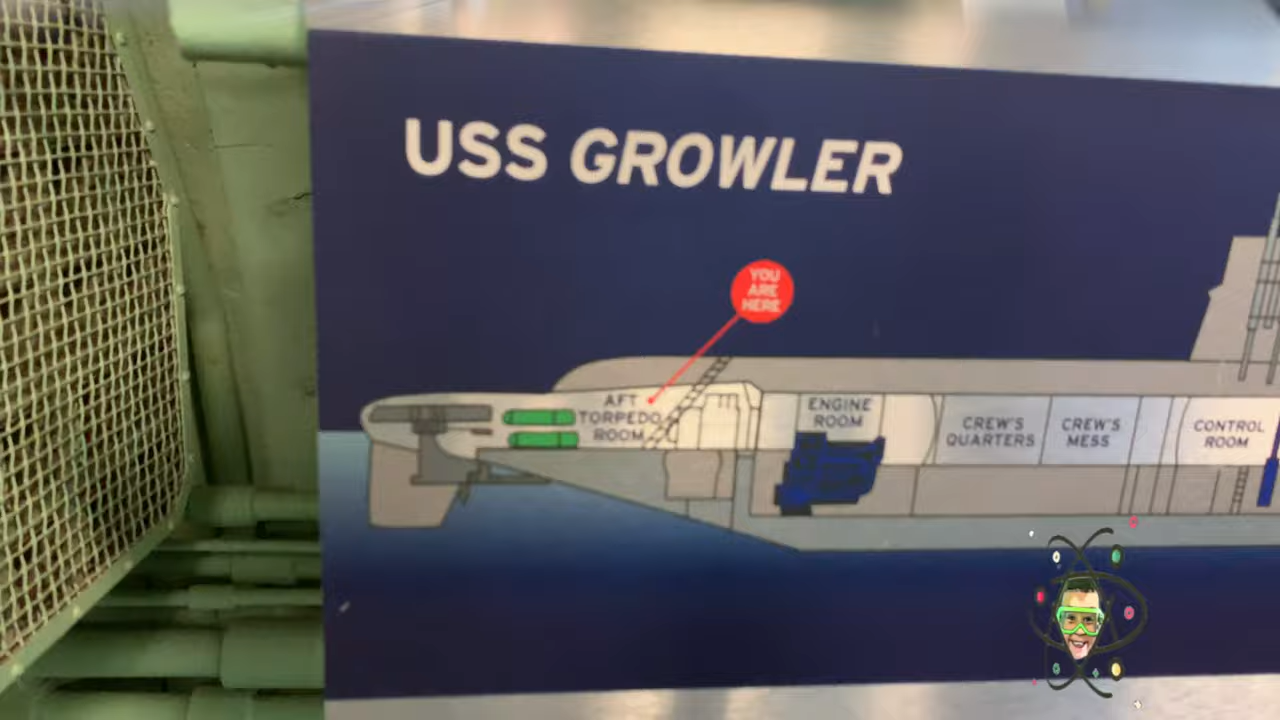 USS GROWLER
YOU
ARE
HERE
AFT
TORPEDO
ROOM
ENGINE
ROOM
CREW'S
QUARTERS
CREW'S
MESS
CONTROL
ROOM